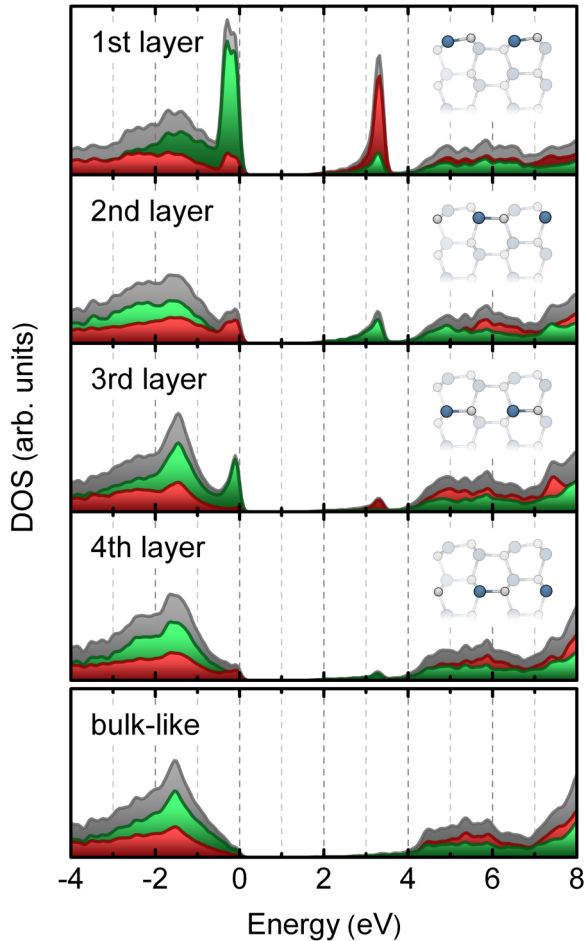 1st layer
2nd layer
3rd layer
4th layer
bulk-like
DOS (arb. units)
-4 -2 0 2 4 6 8
Energy (eV)